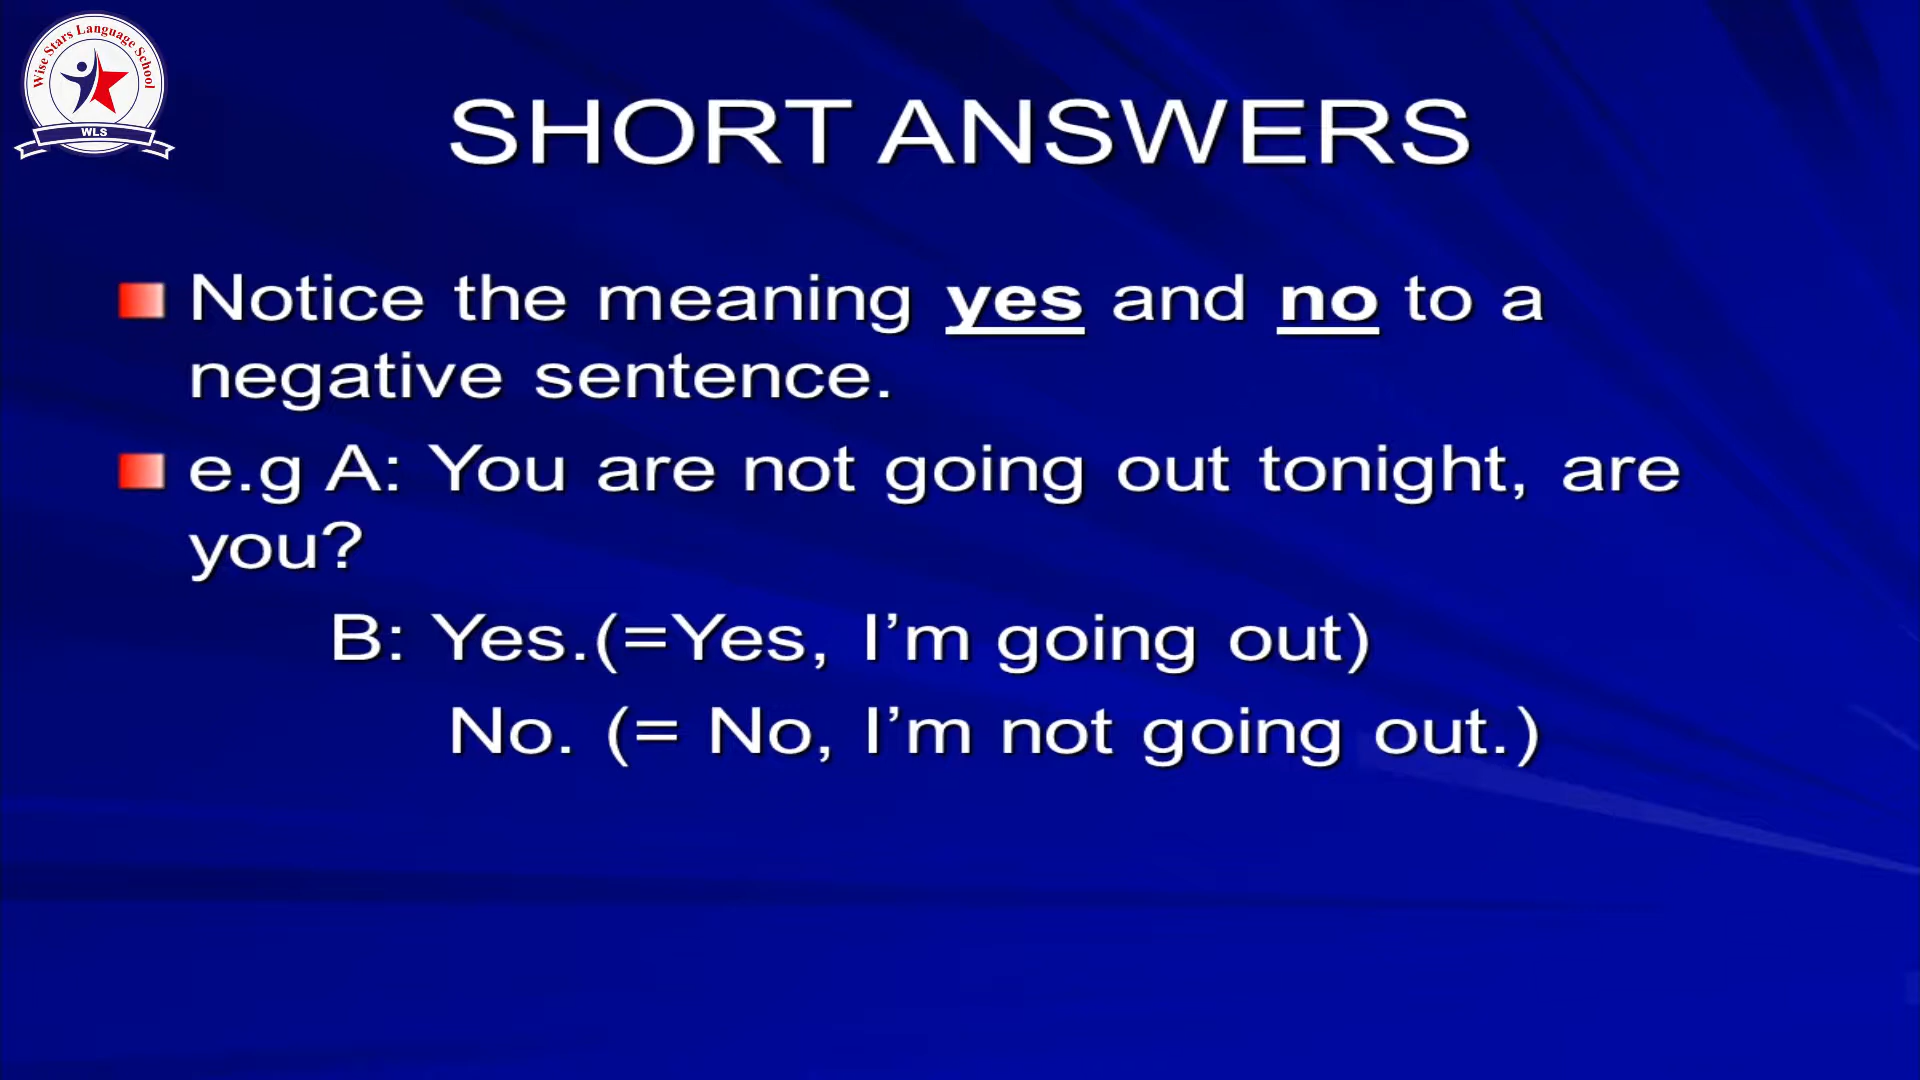 Wise Stars Language School
WLS
SHORT ANSWERS
Notice the meaning yes and no to a
negative sentence.
e.g A: You are not going out tonight, are
you?
B: Yes.(=Yes, I’m going out)
No. (= No, I’m not going out.)